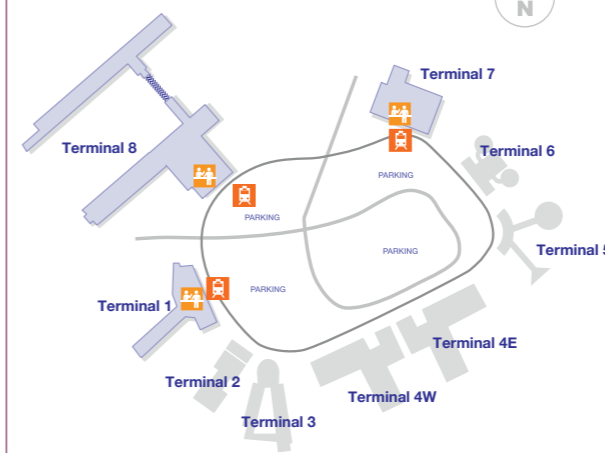 N
Terminal 7
Terminal 8
Terminal 6
PARKING
PARKING
Terminal 5
PARKING
PARKING
Terminal 1
Terminal 4E
Terminal 2
Terminal 4W
Terminal 3